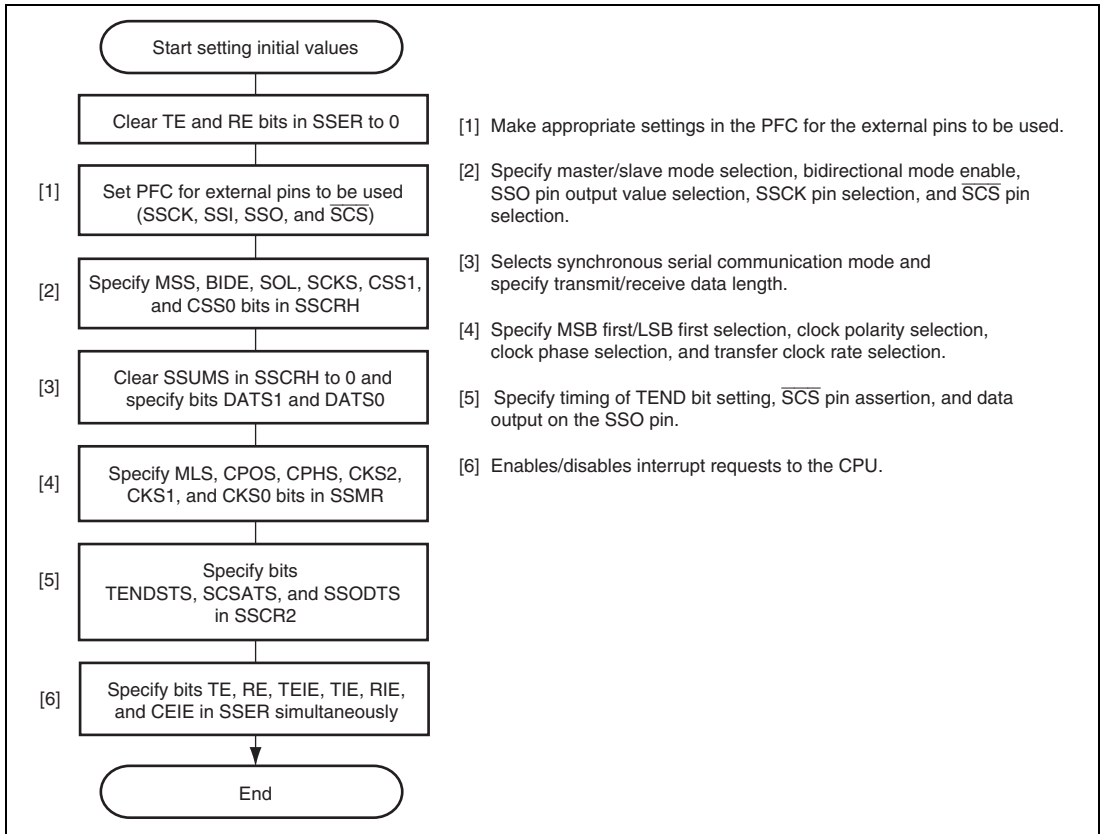 Start setting initial values
Clear TE and RE bits in SSER to 0
[1]
Set PFC for external pins to be used
(SSCK, SSI, SSO, and S̅C̅S̅)
[2]
Specify MSS, BIDE, SOL, SCKS, CSS1,
and CSS0 bits in SSCRH
[3]
Clear SSUMS in SSCRH to 0 and
specify bits DATS1 and DATS0
[4]
Specify MLS, CPOS, CPHS, CKS2,
CKS1, and CKS0 bits in SSMR
[5]
Specify bits
TENDSTS, SCSATS, and SSODTS
in SSCR2
[6]
Specify bits TE, RE, TEIE, TIE, RIE,
and CEIE in SSER simultaneously
End
[1] Make appropriate settings in the PFC for the external pins to be used.
[2] Specify master/slave mode selection, bidirectional mode enable,
SSO pin output value selection, SSCK pin selection, and S̅C̅S̅ pin
selection.
[3] Selects synchronous serial communication mode and
specify transmit/receive data length.
[4] Specify MSB first/LSB first selection, clock polarity selection,
clock phase selection, and transfer clock rate selection.
[5] Specify timing of TEND bit setting, S̅C̅S̅ pin assertion, and data
output on the SSO pin.
[6] Enables/disables interrupt requests to the CPU.